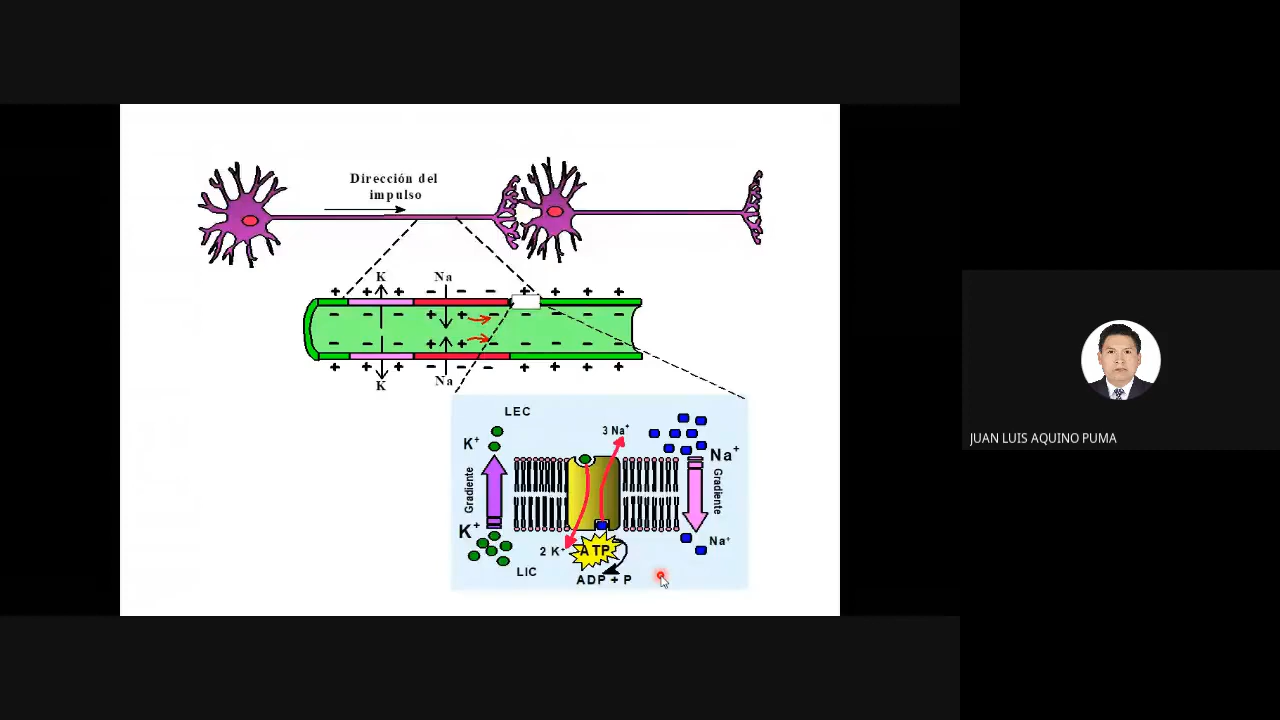 Dirección del
impulso
K
Na
+ + + - - - + + + +
- - - + + - - - - -
- - - + + - - - - -
+ + + - - - + + + +
K
Na
LEC
K+
3 Na+
Na+
Gradiente
Gradiente
K+
2 K+
ATP
Na+
LIC
ADP + P
JUAN LUIS AQUINO PUMA